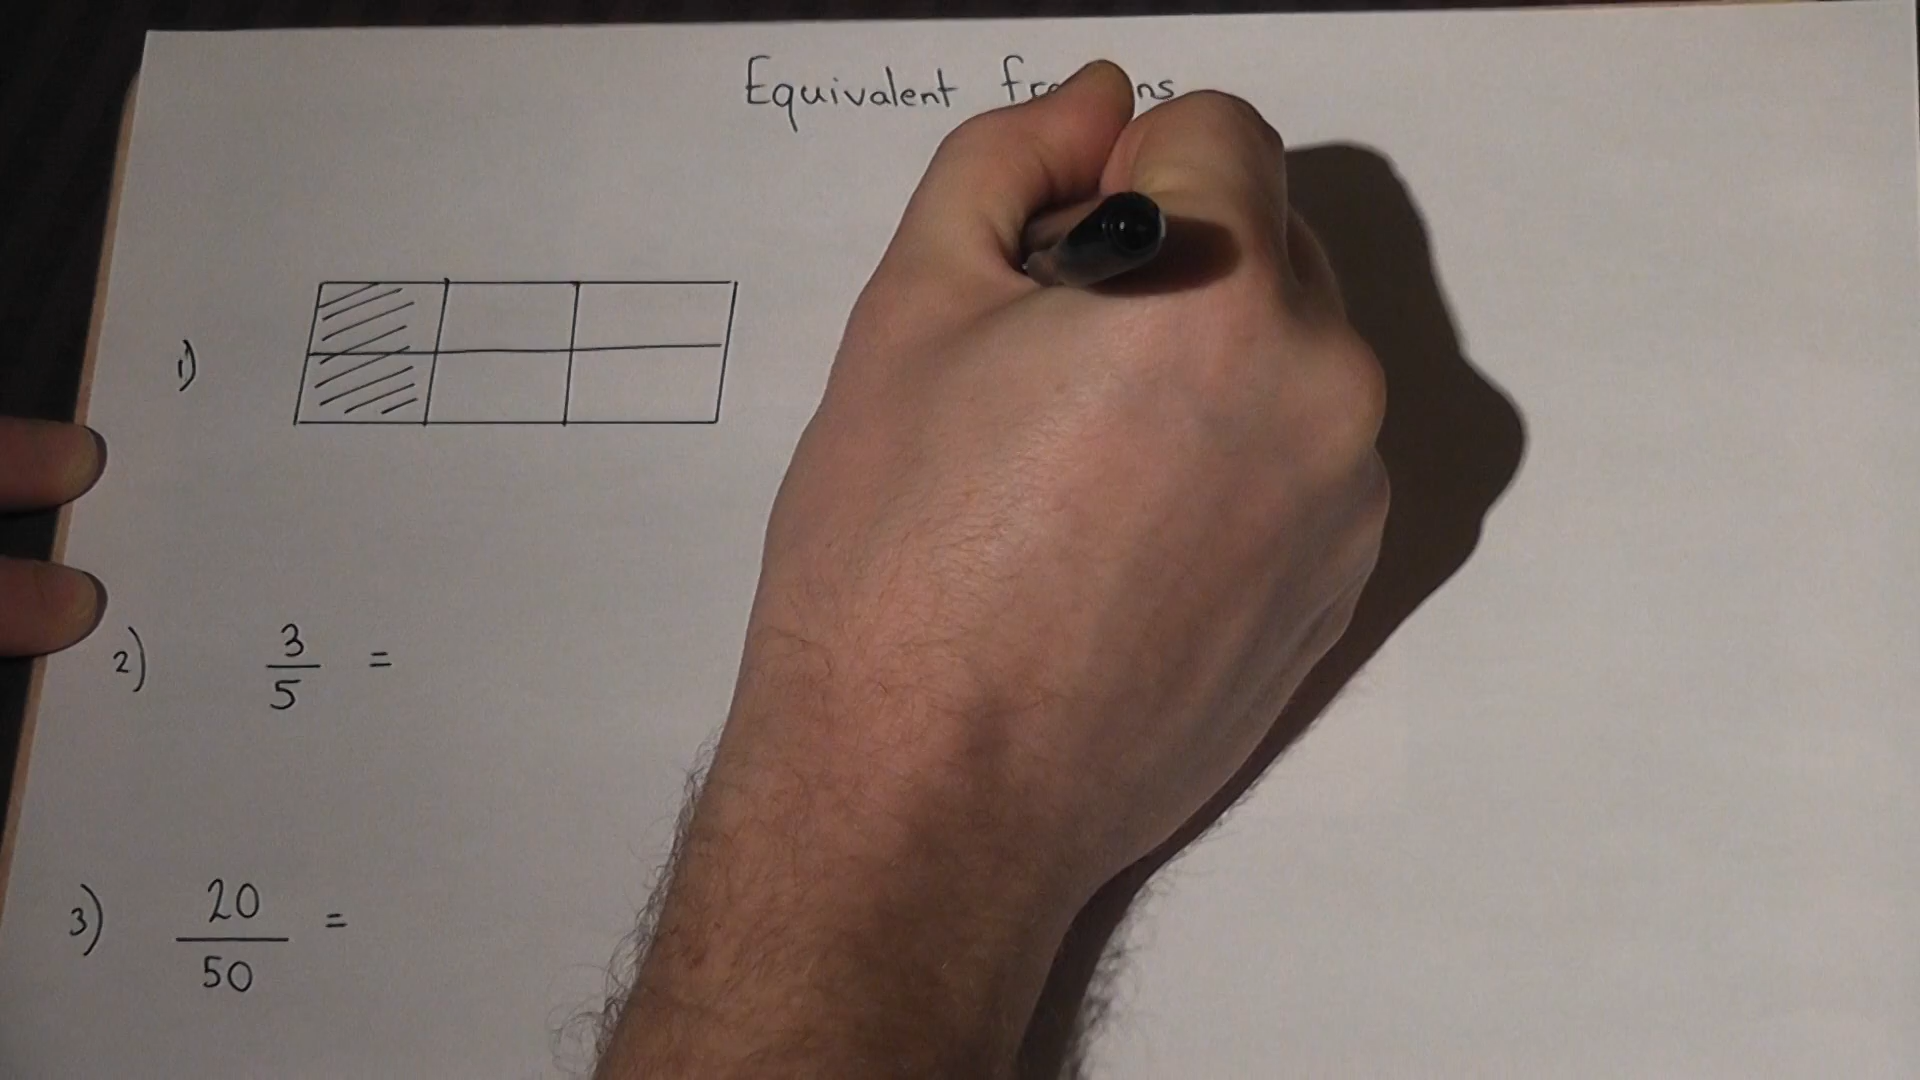 Equivalent
1)
2) 3/5 =
3) 20/50 =